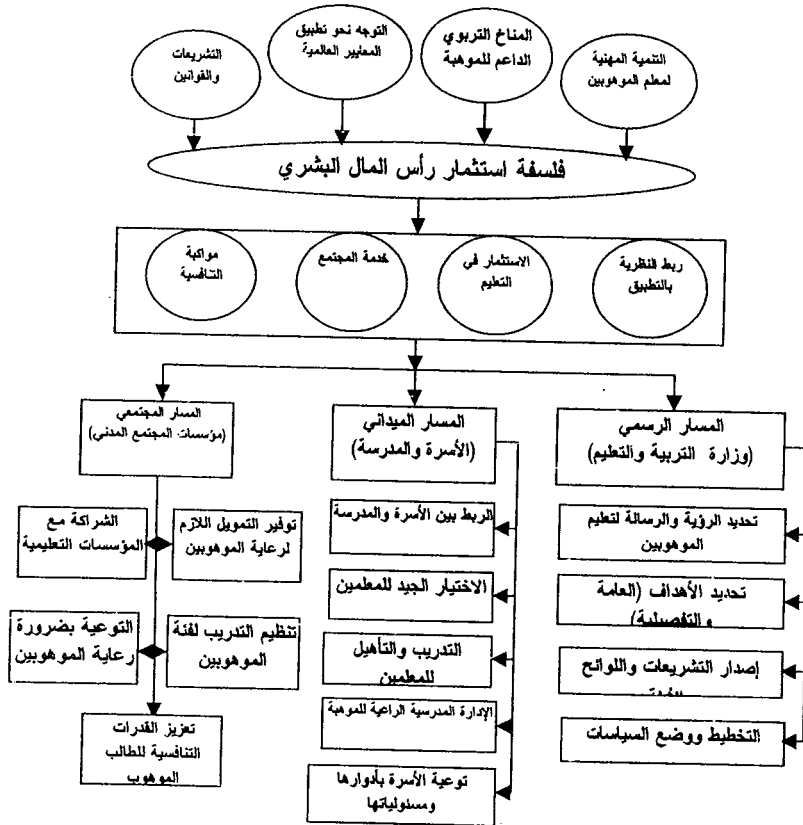 التنمية المهنية
لمعلم الموهوبين
المناخ التربوي
الداعم للموهبة
التوجه نحو تطبيق
المعايير العالمية
التشريعات
والقوانين
فلسفة استثمار رأس المال البشري
ربط النظرية
بالتطبيق
الاستثمار في
التعليم
خدمة المجتمع
مواكبة
التنافسية
المسار الرسمي
(وزارة التربية والتعليم)
تحديد الرؤية والرسالة لتعليم
الموهوبين
تحديد الأهداف (العامة
والتفصيلية)
إصدار التشريعات واللوائح
التخطيط ووضع السياسات
المسار الميداني
(الأسرة والمدرسة)
الربط بين الأسرة والمدرسة
الاختيار الجيد للمعلمين
التدريب والتأهيل
للمعلمين
الإدارة المدرسية الراعية للموهبة
توعية الأسرة بأدوارها
ومسئولياتها
المسار المجتمعي
(مؤسسات المجتمع المدني)
توفير التمويل اللازم
لرعاية الموهوبين
الشراكة مع
المؤسسات التعليمية
تنظيم التدريب لفئة
الموهوبين
التوعية بضرورة
رعاية الموهوبين
تعزيز القدرات
التنافسية للطالب
الموهوب